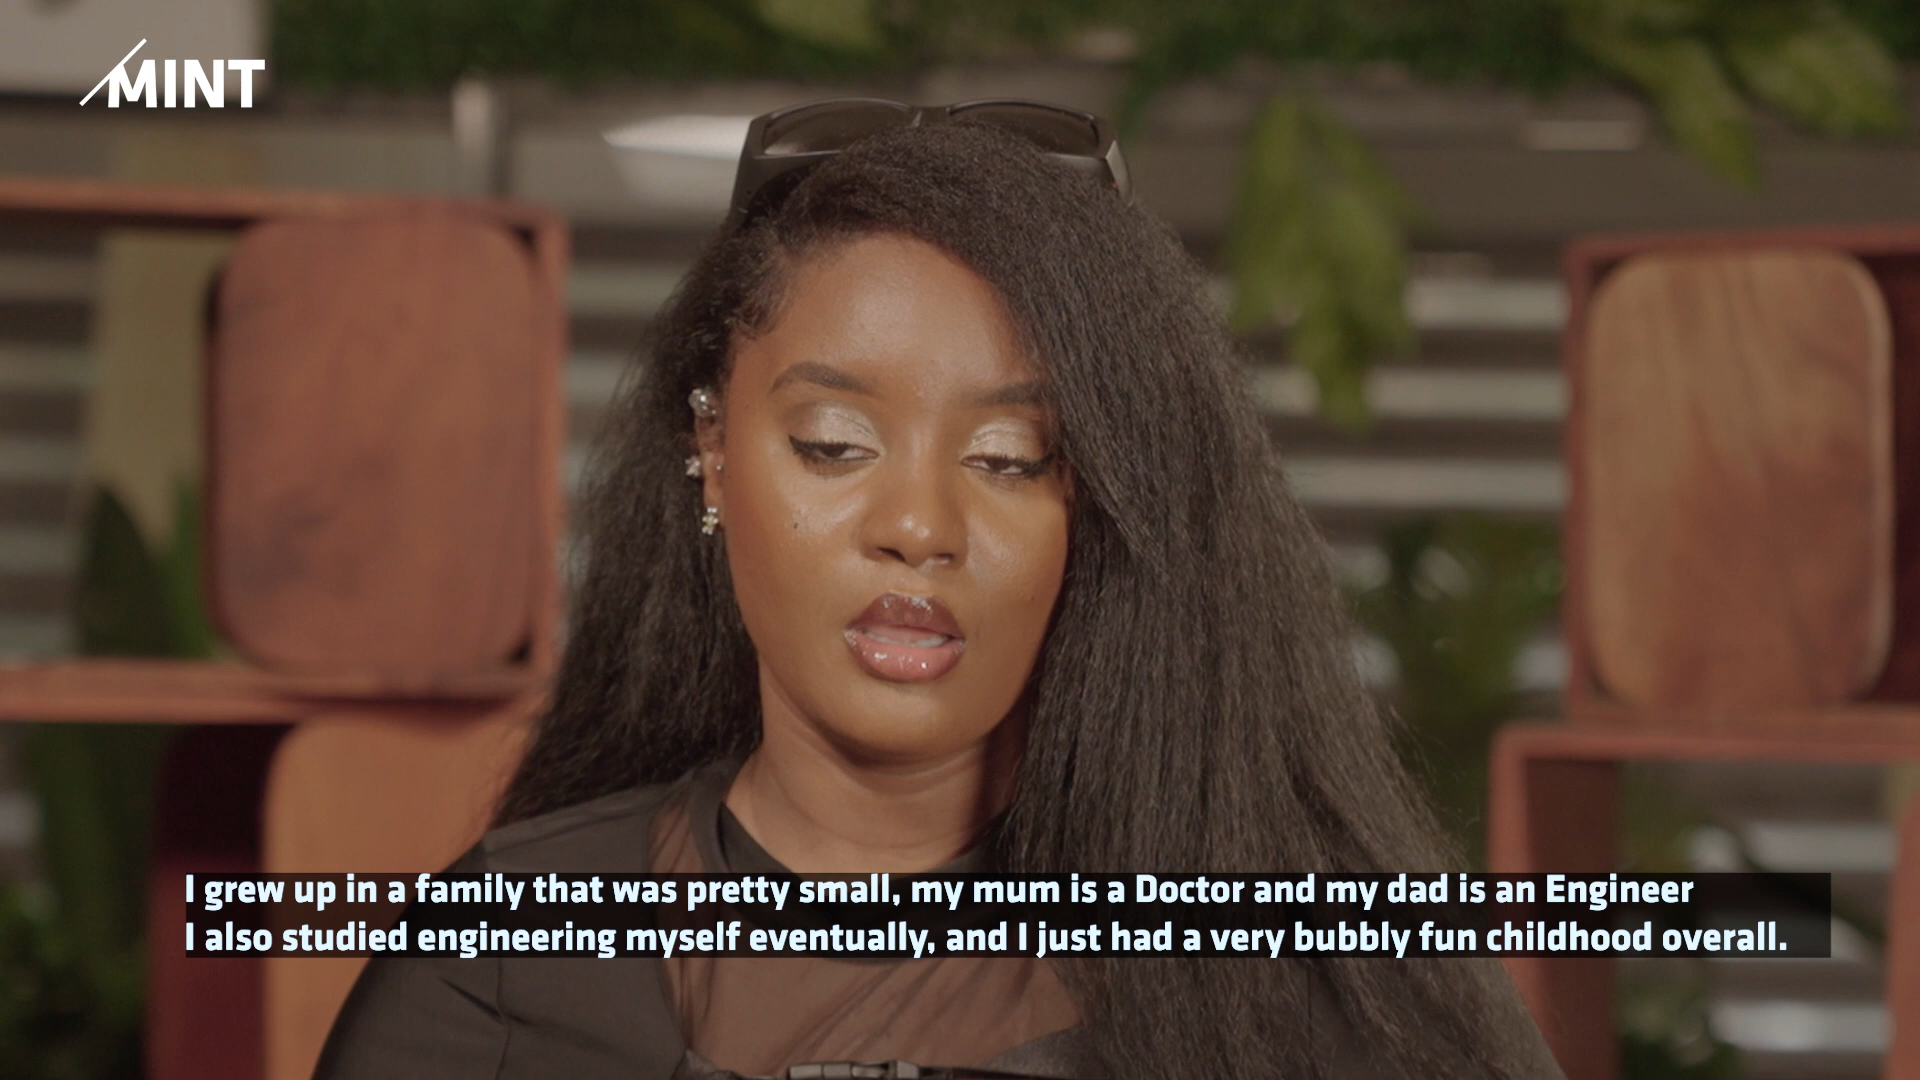 MINT
I grew up in a family that was pretty small, my mum is a Doctor and my dad is an Engineer
I also studied engineering myself eventually, and I just had a very bubbly fun childhood overall.